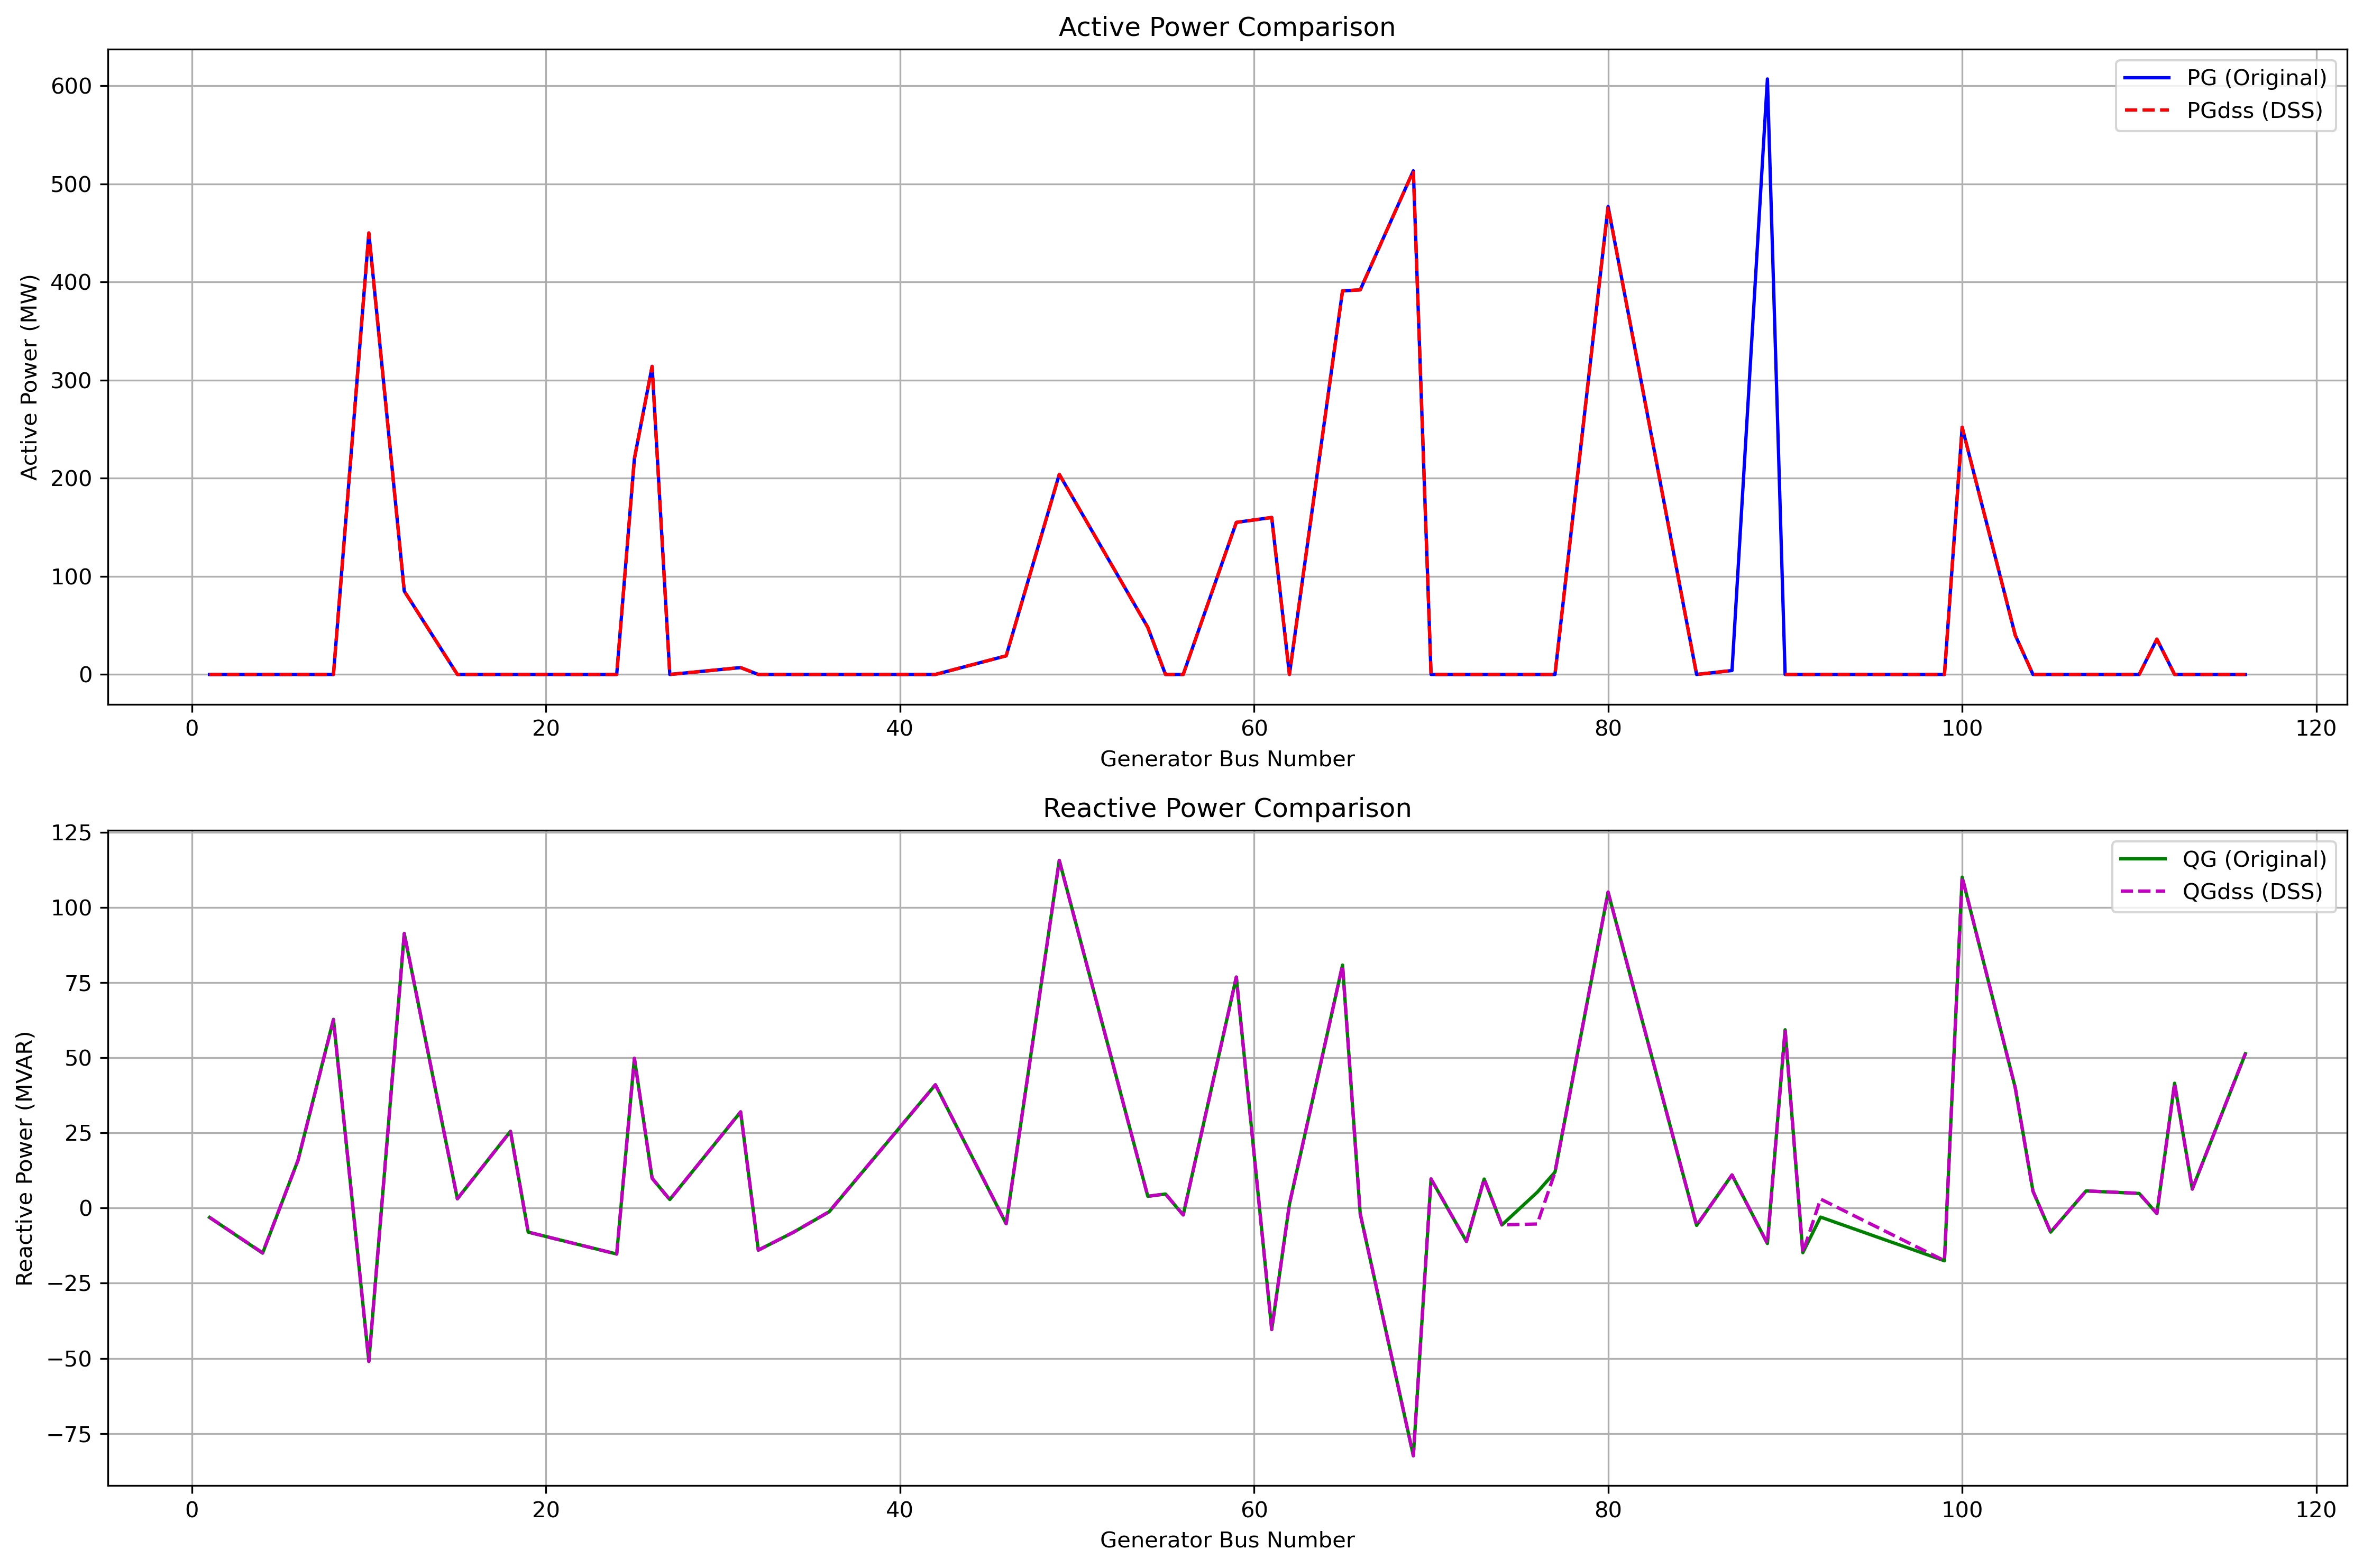 Active Power Comparison
PG (Original)
PGdss (DSS)
Active Power (MW)
600
500
400
300
200
100
0
0 20 40 60 80 100 120
Generator Bus Number
Reactive Power Comparison
QG (Original)
QGdss (DSS)
Reactive Power (MVAR)
125
100
75
50
25
0
−25
−50
−75
0 20 40 60 80 100 120
Generator Bus Number